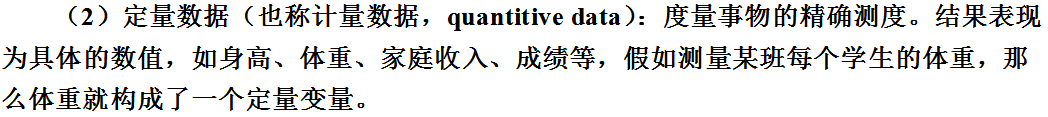 （2）定量数据（也称计量数据，quantitive data）：度量事物的精确测度。结果表现
为具体的数值，如身高、体重、家庭收入、成绩等，假如测量某班每个学生的体重，那
么体重就构成了一个定量变量。